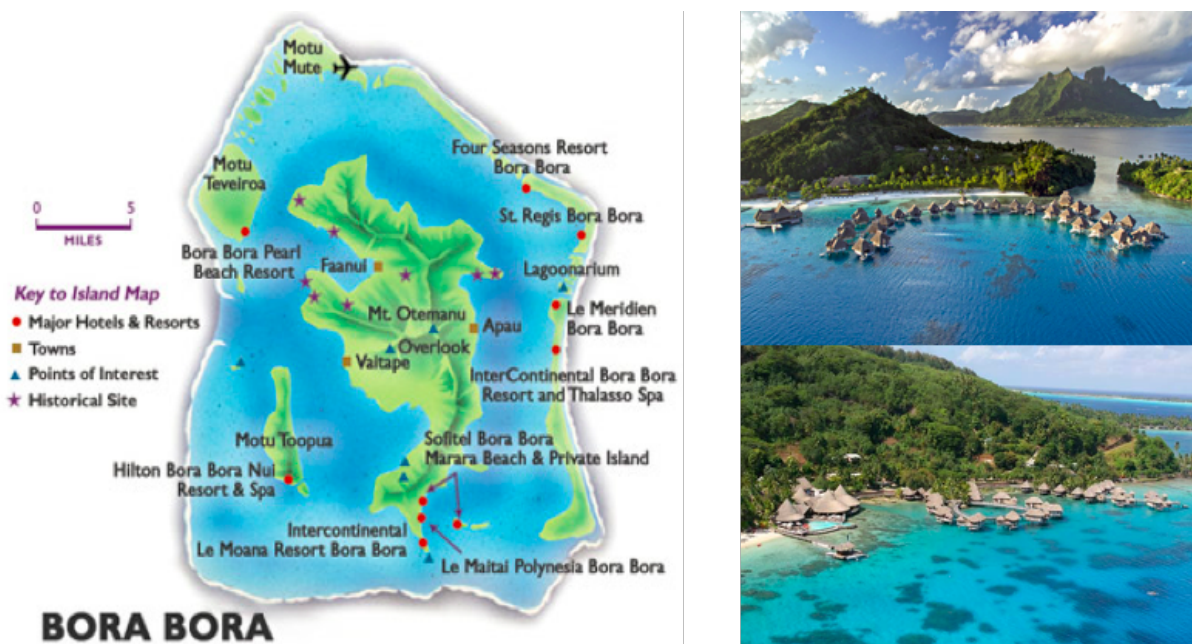 Motu
Mute
Four Seasons Resort
Bora Bora
Motu
Teveiroa
St. Regis Bora Bora
0 5
MILES
Bora Bora Pearl
Beach Resort
Faanui
Lagoonarium
Key to Island Map
Major Hotels & Resorts
Towns
Points of Interest
Historical Site
Mt. Otemanu
Le Meridien
Bora Bora
Apau
Overlook
Vaitape
InterContinental Bora Bora
Resort and Thalasso Spa
Motu Toopua
Sofitel Bora Bora
Marara Beach & Private Island
Hilton Bora Bora Nui
Resort & Spa
Intercontinental
Le Moana Resort Bora Bora
Le Maitai Polynesia Bora Bora
BORA BORA